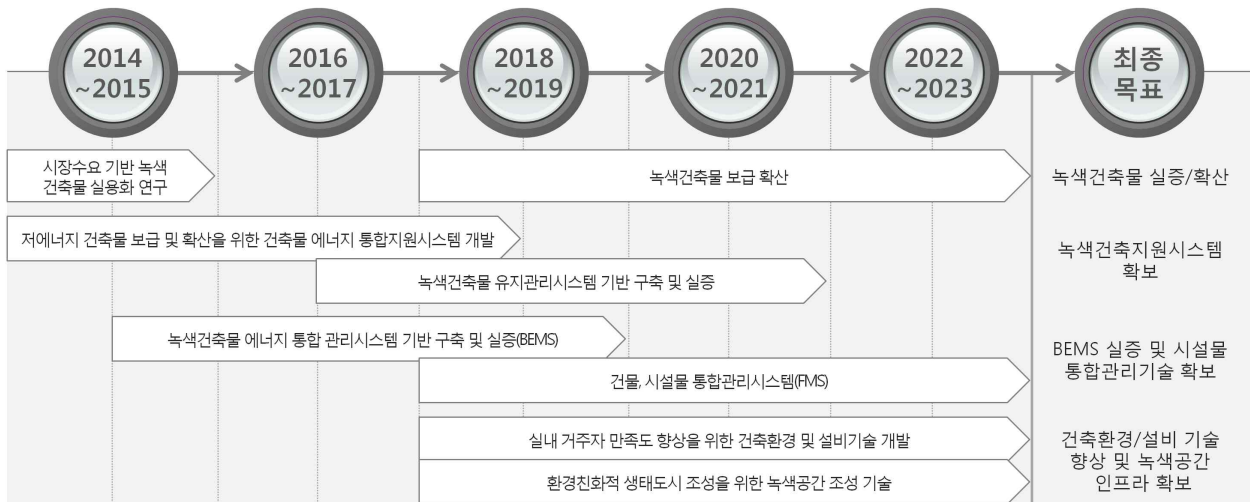 2014
~2015
2016
~2017
2018
~2019
2020
~2021
2022
~2023
최종
목표
시장수요 기반 녹색
건축물 실용화 연구
녹색건축물 보급 확산
녹색건축물 실증/확산
저에너지 건축물 보급 및 확산을 위한 건축물 에너지 통합지원시스템 개발
녹색건축물 유지관리시스템 기반 구축 및 실증
녹색건축지원시스템
확보
녹색건축물 에너지 통합 관리시스템 기반 구축 및 실증(BEMS)
건물, 시설물 통합관리시스템(FMS)
BEMS 실증 및 시설물
통합관리기술 확보
실내 거주자 만족도 향상을 위한 건축환경 및 설비기술 개발
환경친화적 생태도시 조성을 위한 녹색공간 조성 기술
건축환경/설비 기술
향상 및 녹색공간
인프라 확보